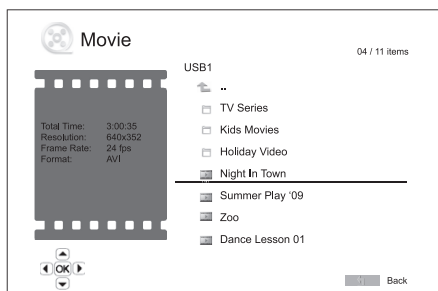 Movie
04 / 11 items
USB1
..
TV Series
Kids Movies
Holiday Video
Night In Town
Summer Play '09
Zoo
Dance Lesson 01
Total Time: 3:00:35
Resolution: 640x352
Frame Rate: 24 fps
Format: AVI
OK
Back